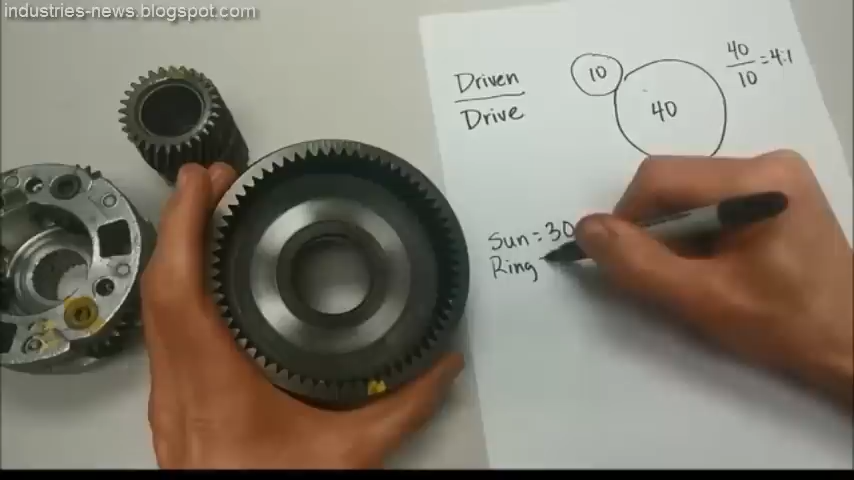 industries-news.blogspot.com
Driven
Drive
10
40
40
10
=4:1
Sun=30
Ring